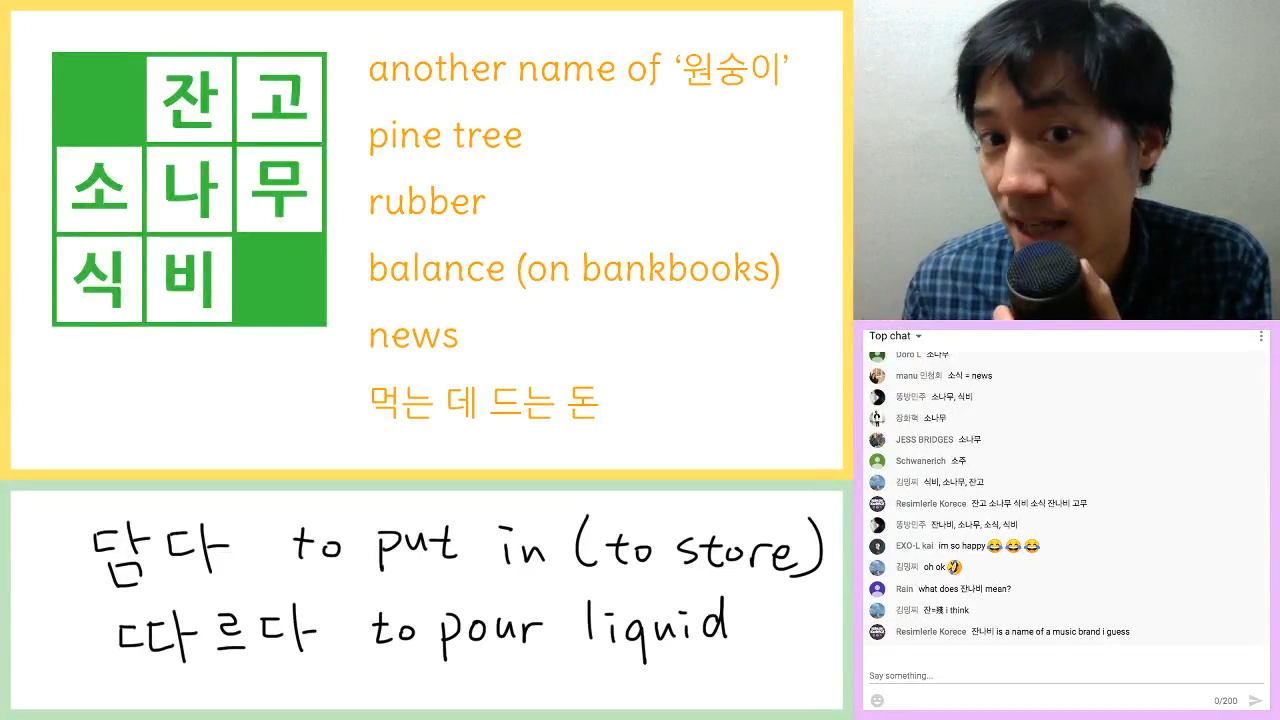 잔 고
소 나 무
식 비
another name of ‘원숭이’
pine tree
rubber
balance (on bankbooks)
news
먹는 데 드는 돈
담다 to put in (to store)
따르다 to pour liquid
Top chat
Doro L 소나무
manu 민청희 소식 = news
뚱방민주 소나무, 식비
장화혁 소나무
JESS BRIDGES 소나무
Schwanerich 소주
김밍찌 식비, 소나무, 잔고
Resimlerle Korece 잔고 소나무 식비 소식 잔나비 고무
뚱방민주 잔나비, 소나무, 소식, 식비
EXO-L kai im so happy 😂 😂 😂
김밍찌 oh ok 🤣
Rain what does 잔나비 mean?
김밍찌 잔=殘 i think
Resimlerle Korece 잔나비 is a name of a music brand i guess
Say something...
0/200